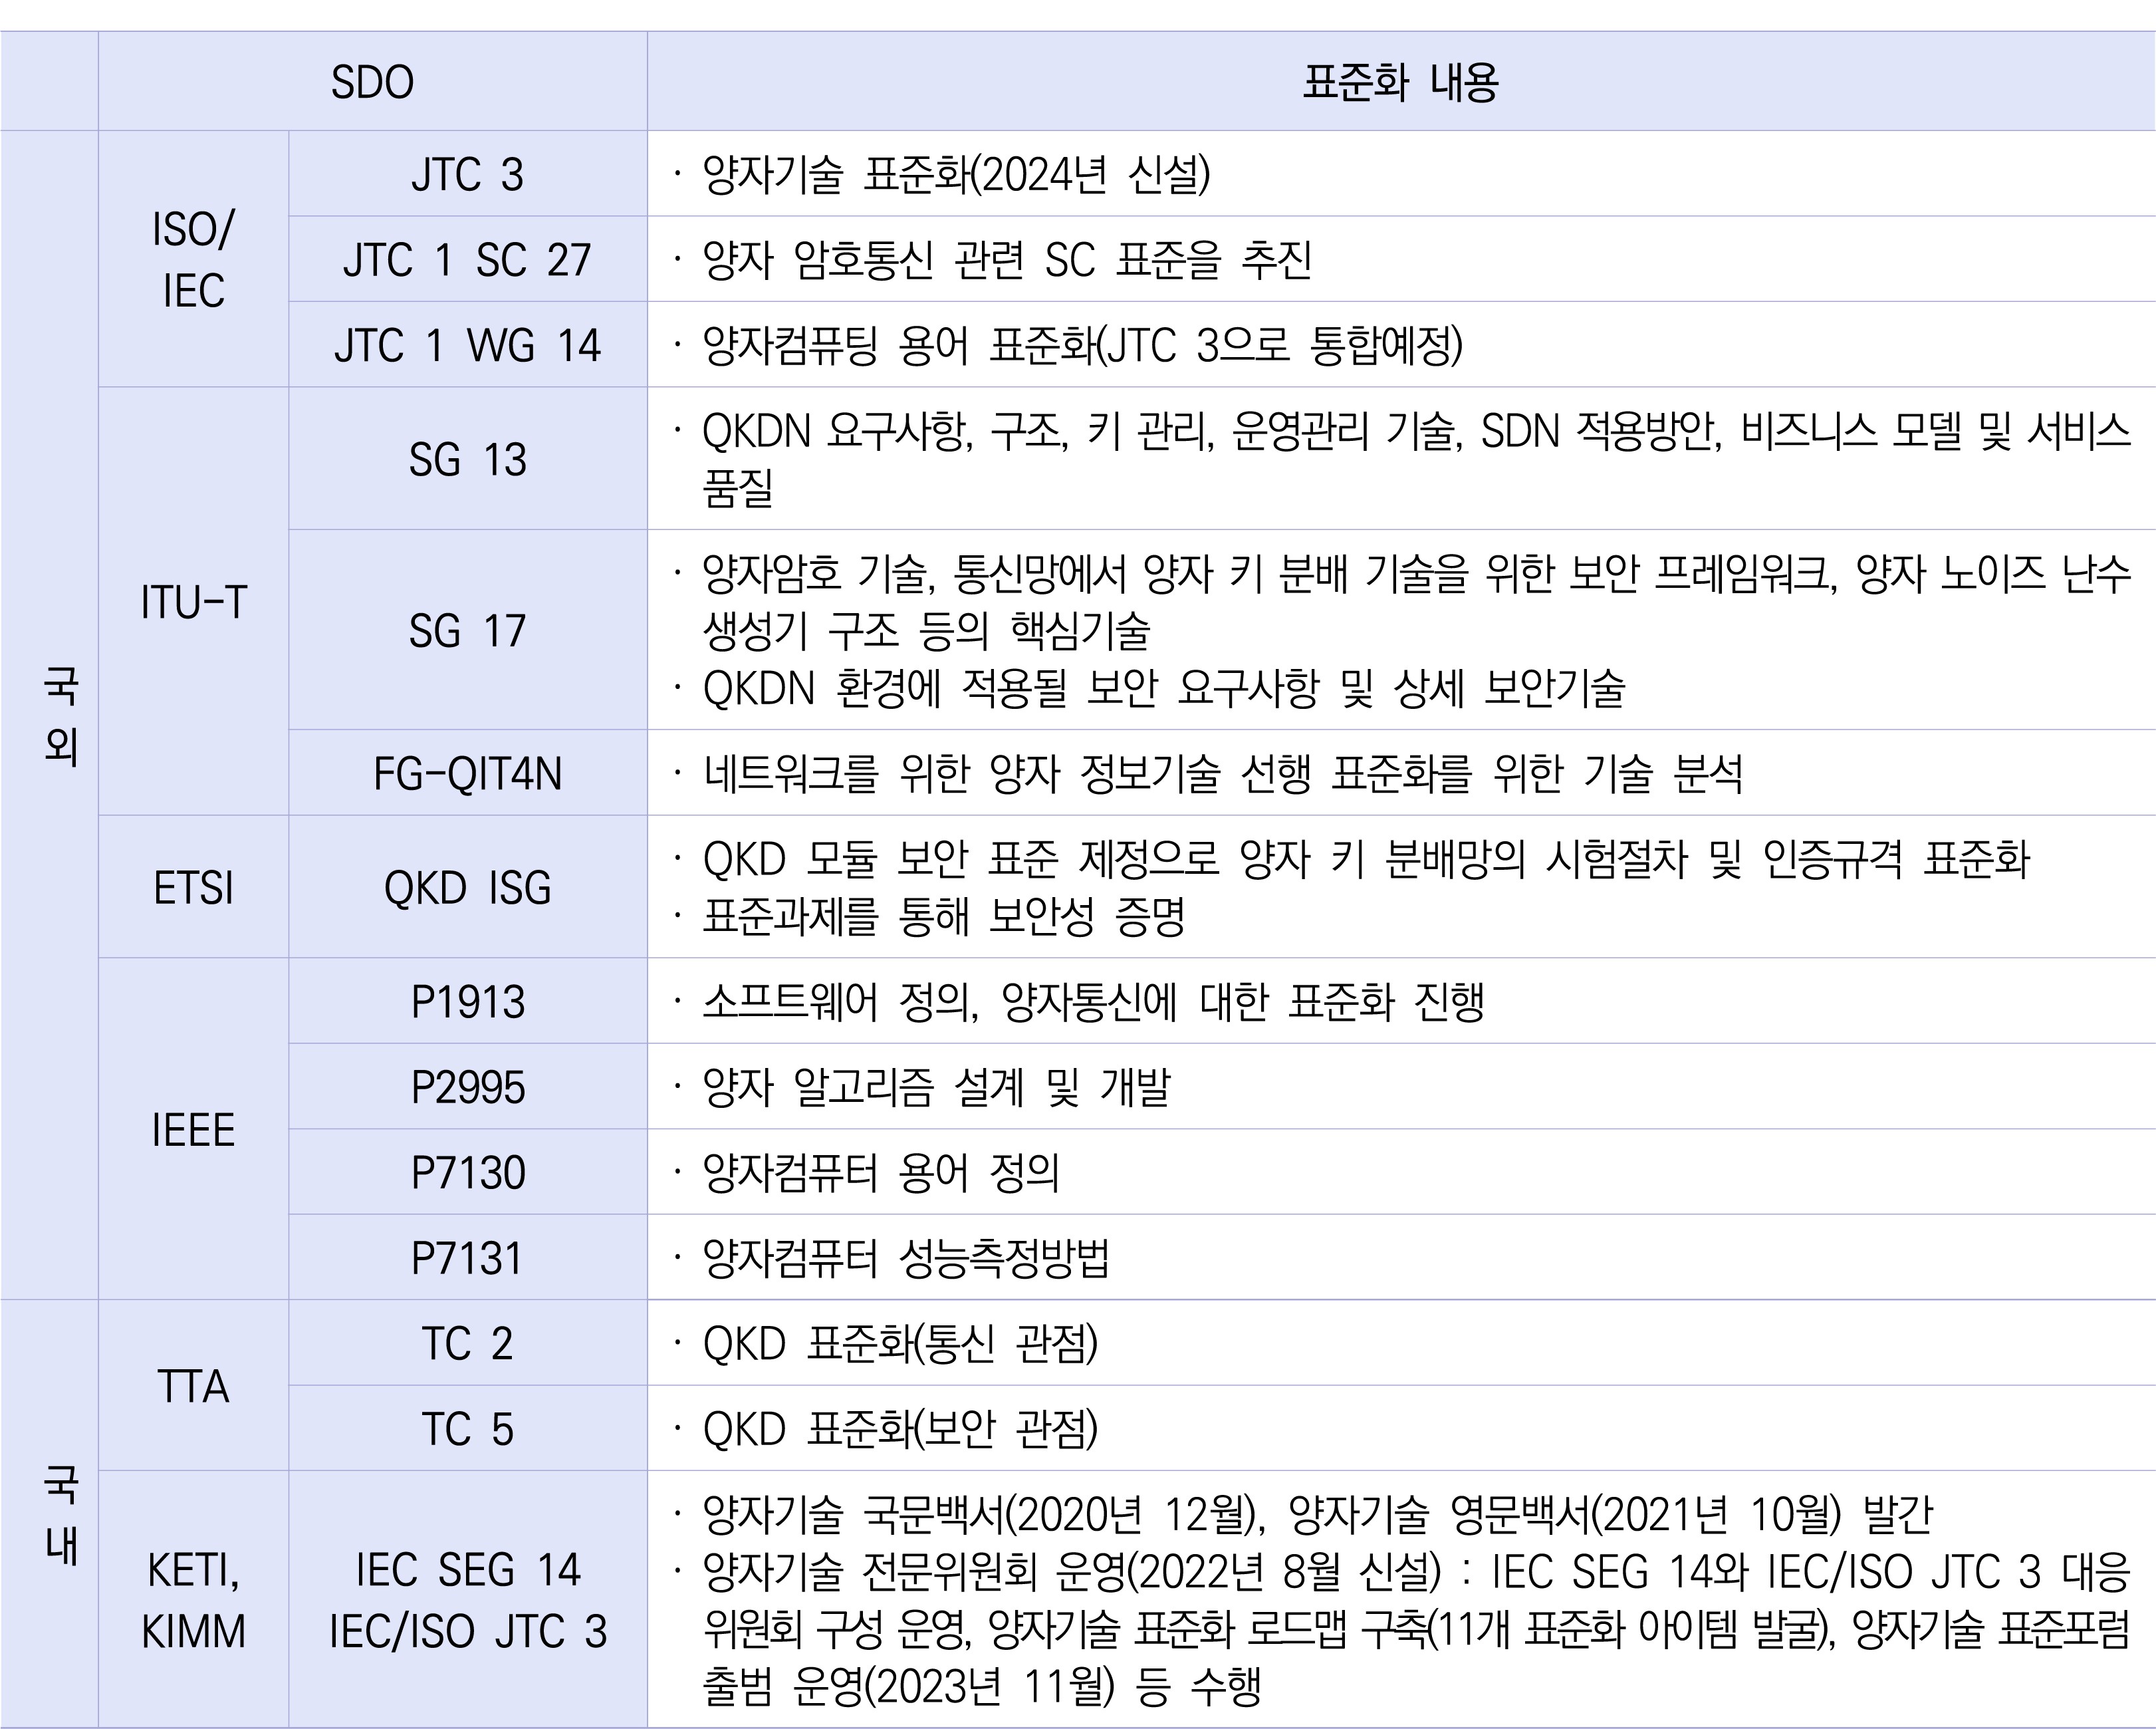 SDO 표준화 내용
국외
ISO/
IEC
JTC 3
· 양자기술 표준화(2024년 신설)
JTC 1 SC 27
· 양자 암호통신 관련 SC 표준을 추진
JTC 1 WG 14
· 양자컴퓨팅 용어 표준화(JTC 3으로 통합예정)
ITU-T
SG 13
· QKDN 요구사항, 구조, 키 관리, 운영관리 기술, SDN 적용방안, 비즈니스 모델 및 서비스
품질
SG 17
· 양자암호 기술, 통신망에서 양자 키 분배 기술을 위한 보안 프레임워크, 양자 노이즈 난수
생성기 구조 등의 핵심기술
· QKDN 환경에 적용될 보안 요구사항 및 상세 보안기술
FG-QIT4N
· 네트워크를 위한 양자 정보기술 선행 표준화를 위한 기술 분석
ETSI
QKD ISG
· QKD 모듈 보안 표준 제정으로 양자 키 분배망의 시험절차 및 인증규격 표준화
· 표준과제를 통해 보안성 증명
IEEE
P1913
· 소프트웨어 정의, 양자통신에 대한 표준화 진행
P2995
· 양자 알고리즘 설계 및 개발
P7130
· 양자컴퓨터 용어 정의
P7131
· 양자컴퓨터 성능측정방법
국내
TTA
TC 2
· QKD 표준화(통신 관점)
TC 5
· QKD 표준화(보안 관점)
KETI,
KIMM
IEC SEG 14
IEC/ISO JTC 3
· 양자기술 국문백서(2020년 12월), 양자기술 영문백서(2021년 10월) 발간
· 양자기술 전문위원회 운영(2022년 8월 신설) : IEC SEG 14와 IEC/ISO JTC 3 대응
위원회 구성 운영, 양자기술 표준화 로드맵 구축(11개 표준화 아이템 발굴), 양자기술 표준포럼
출범 운영(2023년 11월) 등 수행